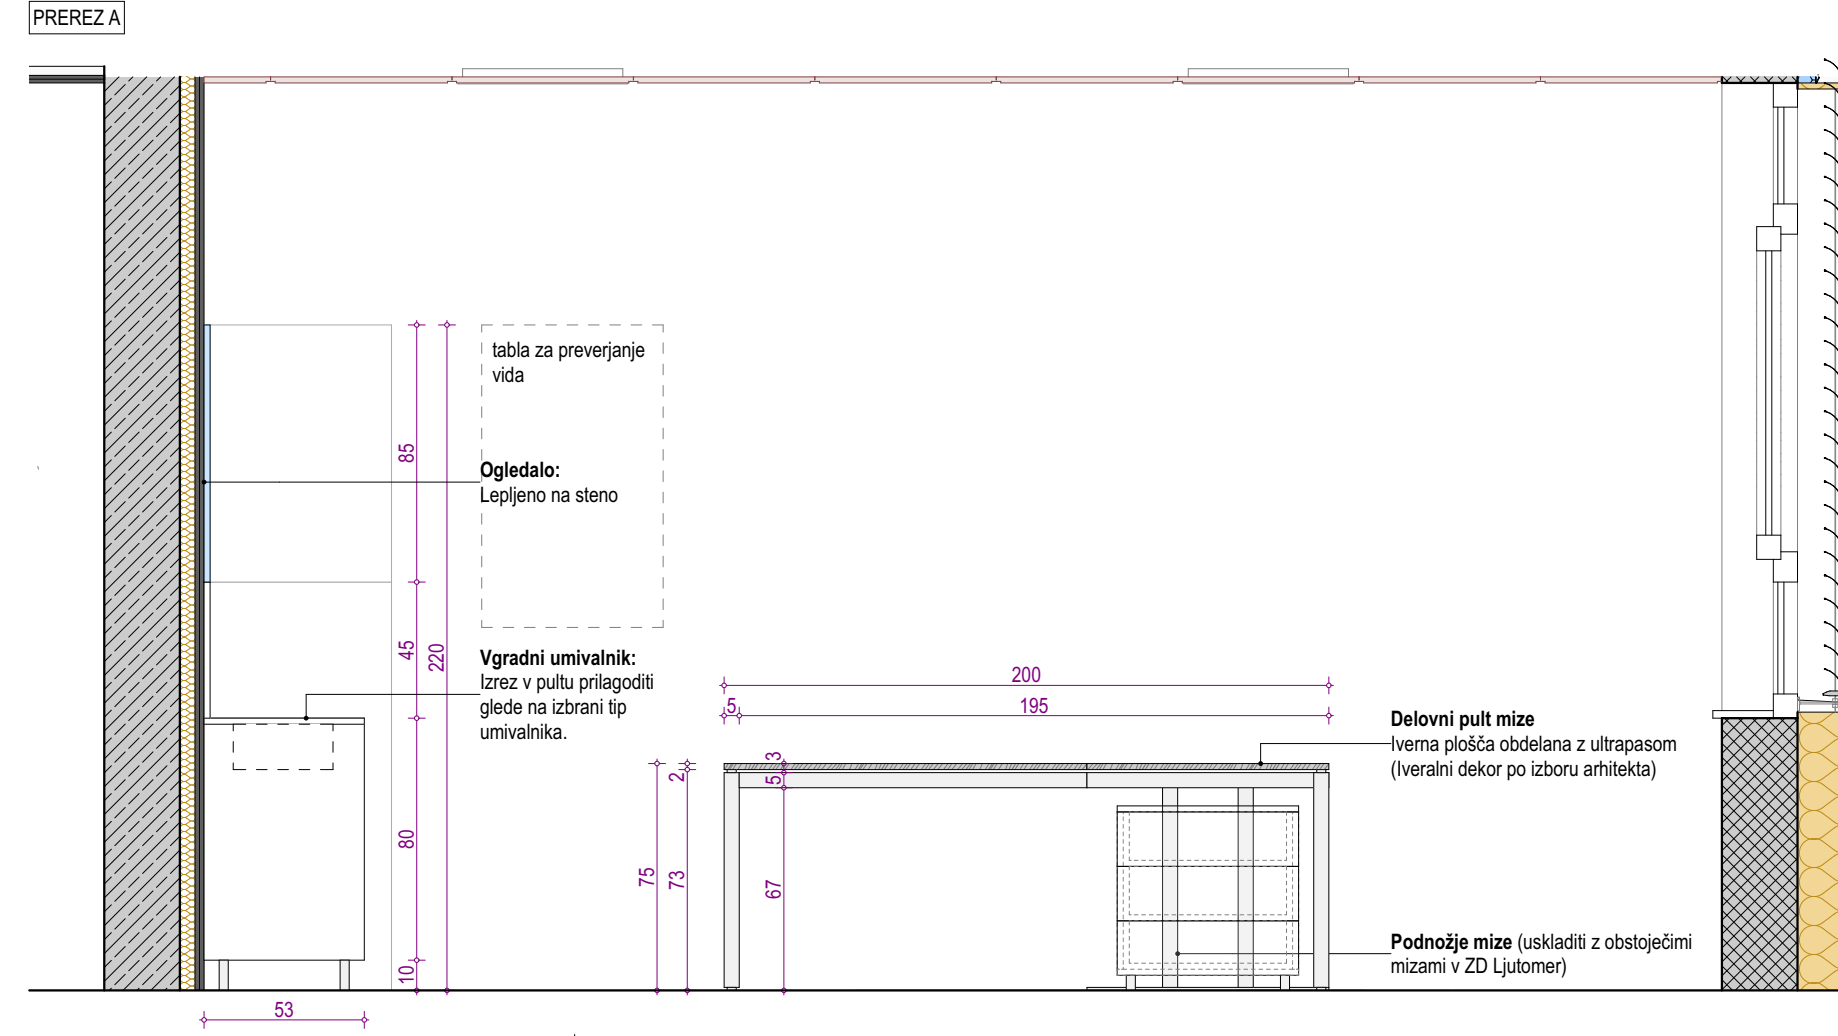 PREREZ A
tabla za preverjanje
vida
85
Ogledalo:
Lepljeno na steno
45
220
Vgradni umivalnik:
Izrez v pultu prilagoditi
glede na izbrani tip
umivalnika.
200
5
195
Delovni pult mize
Iverna plošča obdelana z ultrapasom
(Iveralni dekor po izboru arhitekta)
3
2
5
80
75
73
67
Podnožje mize (uskladiti z obstoječimi
mizami v ZD Ljutomer)
10
53